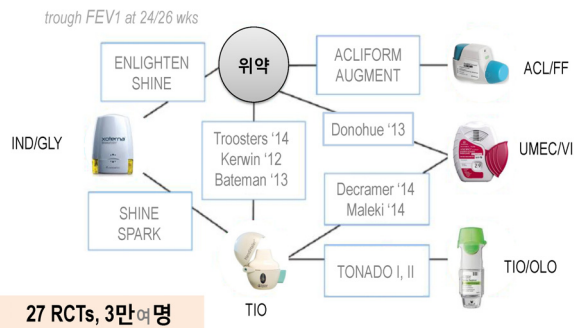 trough FEV1 at 24/26 wks
ENLIGHTEN
SHINE
위약
ACLIFORM
AUGMENT
ACL/FF
IND/GLY
Troosters ‘14
Kerwin ‘12
Bateman ‘13
Donohue ‘13
UMEC/VI
Decramer ‘14
Maleki ‘14
SHINE
SPARK
TONADO I, II
TIO/OLO
TIO
27 RCTs, 3만여명